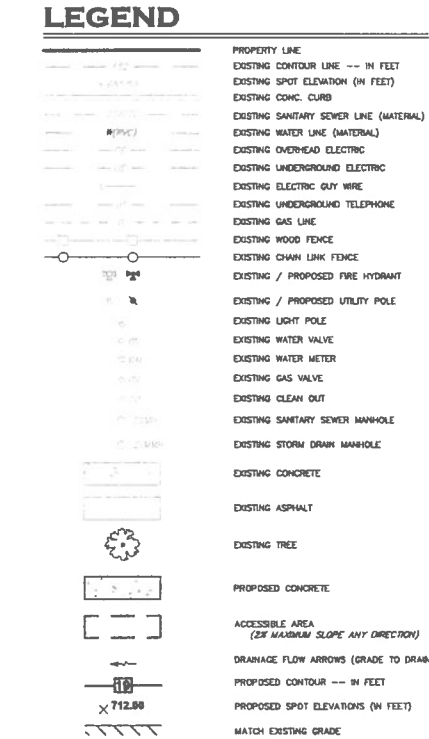 LEGEND
PROPERTY LINE
EXISTING CONTOUR LINE -- IN FEET
EXISTING SPOT ELEVATION (IN FEET)
EXISTING CONC. CURB
EXISTING SANITARY SEWER LINE (MATERIAL)
(PVC) EXISTING WATER LINE (MATERIAL)
EXISTING OVERHEAD ELECTRIC
EXISTING UNDERGROUND ELECTRIC
EXISTING ELECTRIC GUY WIRE
EXISTING UNDERGROUND TELEPHONE
EXISTING GAS LINE
EXISTING WOOD FENCE
EXISTING CHAIN LINK FENCE
EXISTING / PROPOSED FIRE HYDRANT
EXISTING / PROPOSED UTILITY POLE
EXISTING LIGHT POLE
EXISTING WATER VALVE
EXISTING WATER METER
EXISTING GAS VALVE
EXISTING CLEAN OUT
EXISTING SANITARY SEWER MANHOLE
EXISTING STORM DRAIN MANHOLE
EXISTING CONCRETE
EXISTING ASPHALT
EXISTING TREE
PROPOSED CONCRETE
ACCESSIBLE AREA
(2% MAXIMUM SLOPE ANY DIRECTION)
DRAINAGE FLOW ARROWS (GRADE TO DRAIN
PROPOSED CONTOUR -- IN FEET
712.00 PROPOSED SPOT ELEVATIONS (IN FEET)
MATCH EXISTING GRADE